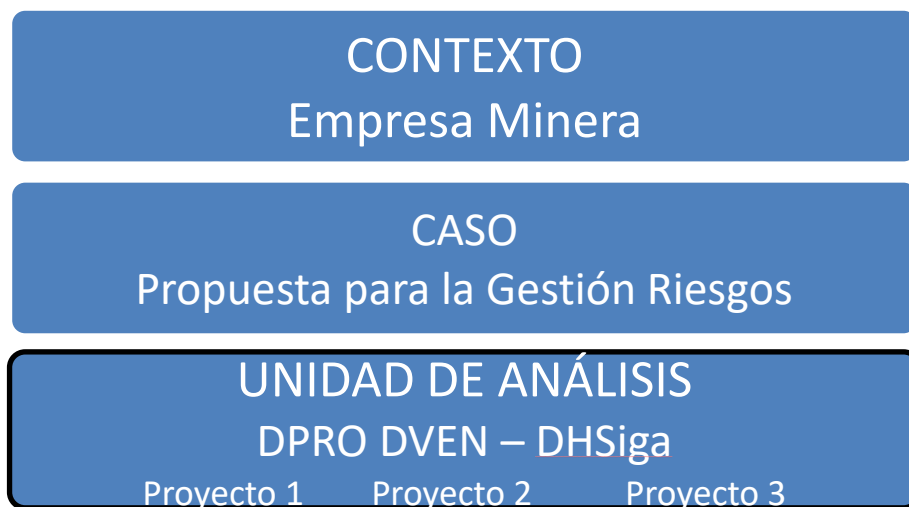 CONTEXTO
Empresa Minera
CASO
Propuesta para la Gestión Riesgos
UNIDAD DE ANÁLISIS
DPRO DVEN – DHSiga
Proyecto 1 Proyecto 2 Proyecto 3